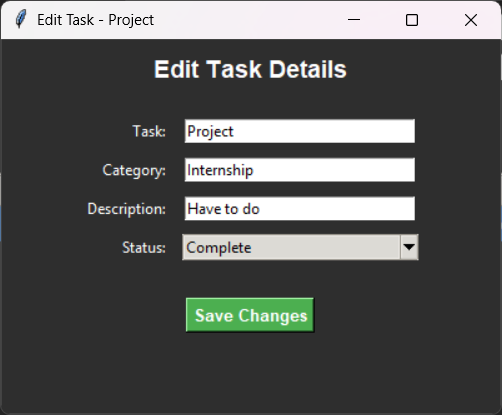 Edit Task - Project
Edit Task Details
Task: Project
Category: Internship
Description: Have to do
Status: Complete
Save Changes